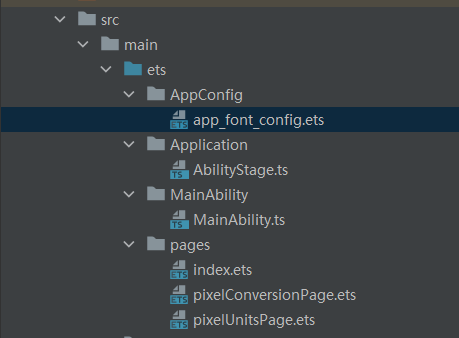 src
main
ets
AppConfig
ETS app_font_config.ets
Application
TS AbilityStage.ts
MainAbility
TS MainAbility.ts
pages
ETS index.ets
ETS pixelConversionPage.ets
ETS pixelUnitsPage.ets